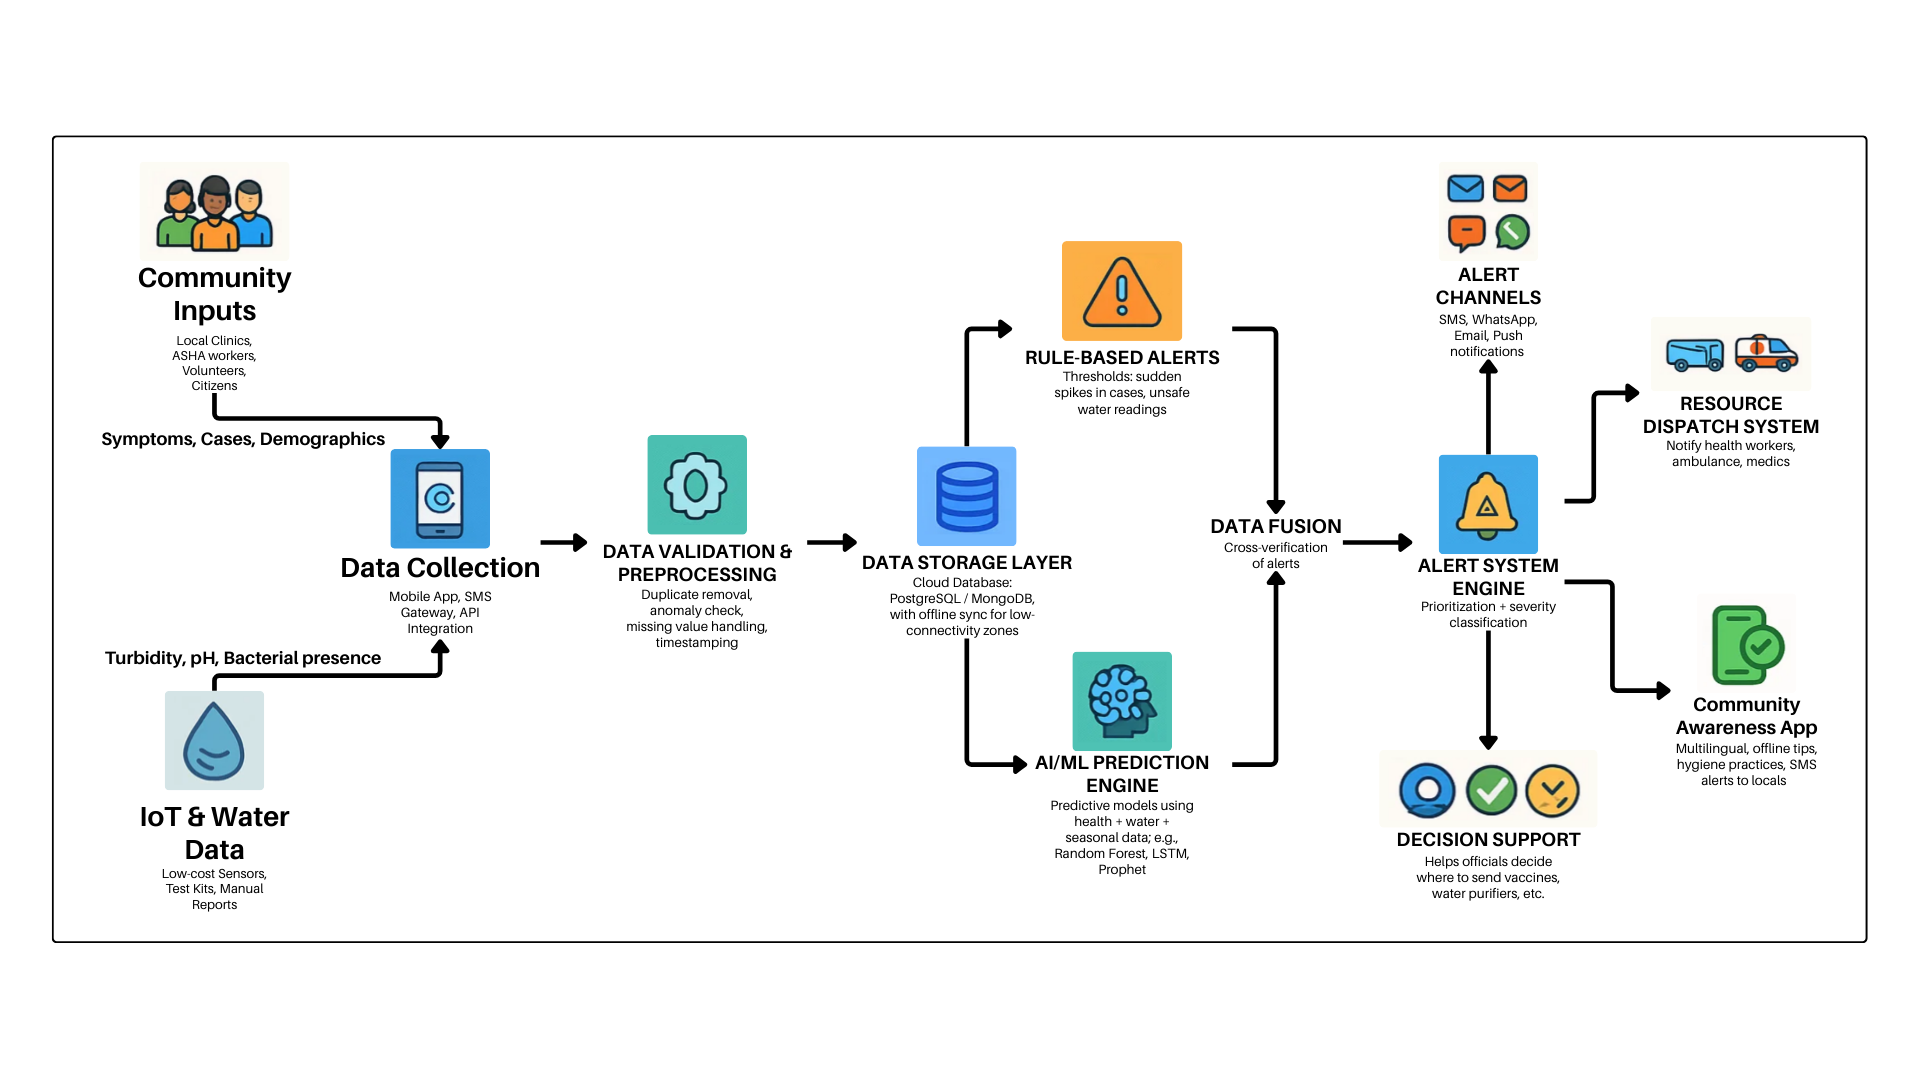 Community
Inputs
Local Clinics,
ASHA workers,
Volunteers,
Citizens
Symptoms, Cases, Demographics
Data Collection
Mobile App, SMS
Gateway, API
Integration
Turbidity, pH, Bacterial presence
IoT & Water
Data
Low-cost Sensors,
Test Kits, Manual
Reports
DATA VALIDATION &
PREPROCESSING
Duplicate removal,
anomaly check,
missing value handling,
timestamping
DATA STORAGE LAYER
Cloud Database:
PostgreSQL / MongoDB,
with offline sync for low-
connectivity zones
RULE-BASED ALERTS
Thresholds: sudden
spikes in cases, unsafe
water readings
AI/ML PREDICTION
ENGINE
Predictive models using
health + water +
seasonal data; e.g.,
Random Forest, LSTM,
Prophet
DATA FUSION
Cross-verification
of alerts
ALERT
CHANNELS
SMS, WhatsApp,
Email, Push
notifications
ALERT SYSTEM
ENGINE
Prioritization + severity
classification
DECISION SUPPORT
Helps officials decide
where to send vaccines,
water purifiers, etc.
RESOURCE
DISPATCH SYSTEM
Notify health workers,
ambulance, medics
Community
Awareness App
Multilingual, offline tips,
hygiene practices, SMS
alerts to locals